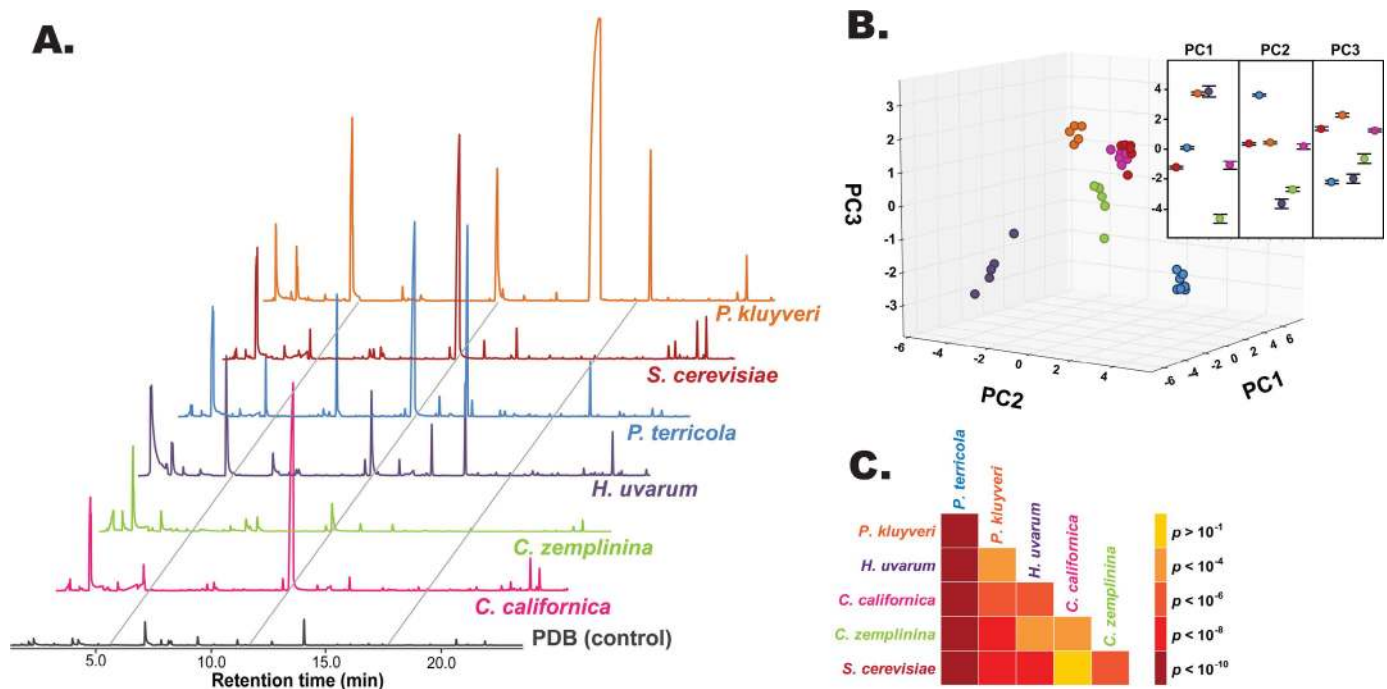 A.
P. kluyveri
S. cerevisiae
P. terricola
H. uvarum
C. zemplinina
C. californica
PDB (control)
5.0 10.0 15.0 20.0
Retention time (min)
B.
PC1 PC2 PC3
4
2
0
-2
-4
3
2
1
0
-1
-2
-3
PC3
-6 -4 -2 0 2 4
PC2
-6 -4 -2 0 2 4 6
PC1
C.
P. terricola
P. kluyveri
H. uvarum
C. californica
C. zemplinina
P. kluyveri
H. uvarum
C. californica
C. zemplinina
S. cerevisiae
p > 10⁻¹
p < 10⁻⁴
p < 10⁻⁶
p < 10⁻⁸
p < 10⁻¹⁰